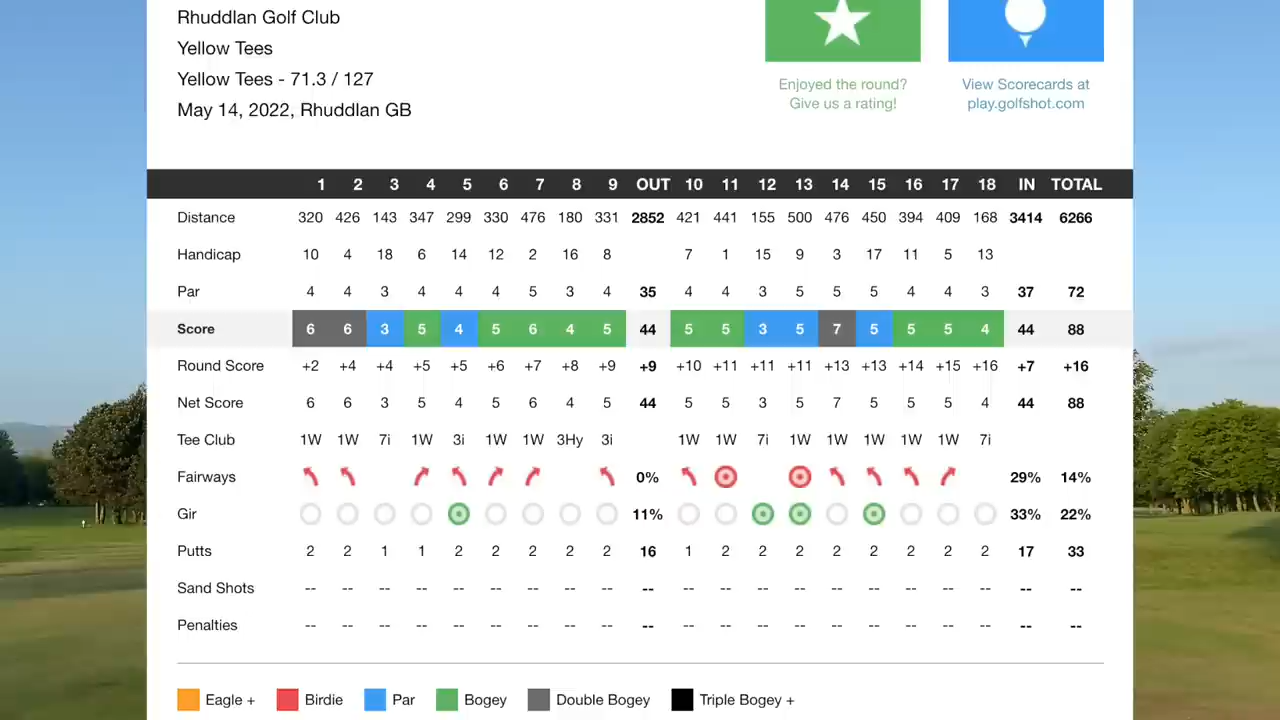 Rhuddlan Golf Club
Yellow Tees
Yellow Tees - 71.3 / 127
May 14, 2022, Rhuddlan GB
Enjoyed the round?
Give us a rating!
View Scorecards at
play.golfshot.com
1 2 3 4 5 6 7 8 9 OUT 10 11 12 13 14 15 16 17 18 IN TOTAL
Distance 320 426 143 347 299 330 476 180 331 2852 421 441 155 500 476 450 394 409 168 3414 6266
Handicap 10 4 18 6 14 12 2 16 8 7 1 15 9 3 17 11 5 13
Par 4 4 3 4 4 4 5 3 4 35 4 4 3 5 5 5 4 4 3 37 72
Score 6 6 3 5 4 5 6 4 5 44 5 5 3 5 7 5 5 5 4 44 88
Round Score +2 +4 +4 +5 +5 +6 +7 +8 +9 +9 +10 +11 +11 +11 +13 +13 +14 +15 +16 +7 +16
Net Score 6 6 3 5 4 5 6 4 5 44 5 5 3 5 7 5 5 5 4 44 88
Tee Club 1W 1W 7i 1W 3i 1W 1W 3Hy 3i 1W 1W 7i 1W 1W 1W 1W 1W 7i
Fairways 0% 29% 14%
Gir 11% 33% 22%
Putts 2 2 1 1 2 2 2 2 2 16 1 2 2 2 2 2 2 2 2 17 33
Sand Shots -- -- -- -- -- -- -- -- -- -- -- -- -- -- -- -- -- -- -- -- --
Penalties -- -- -- -- -- -- -- -- -- -- -- -- -- -- -- -- -- -- -- -- --
Eagle + Birdie Par Bogey Double Bogey Triple Bogey +